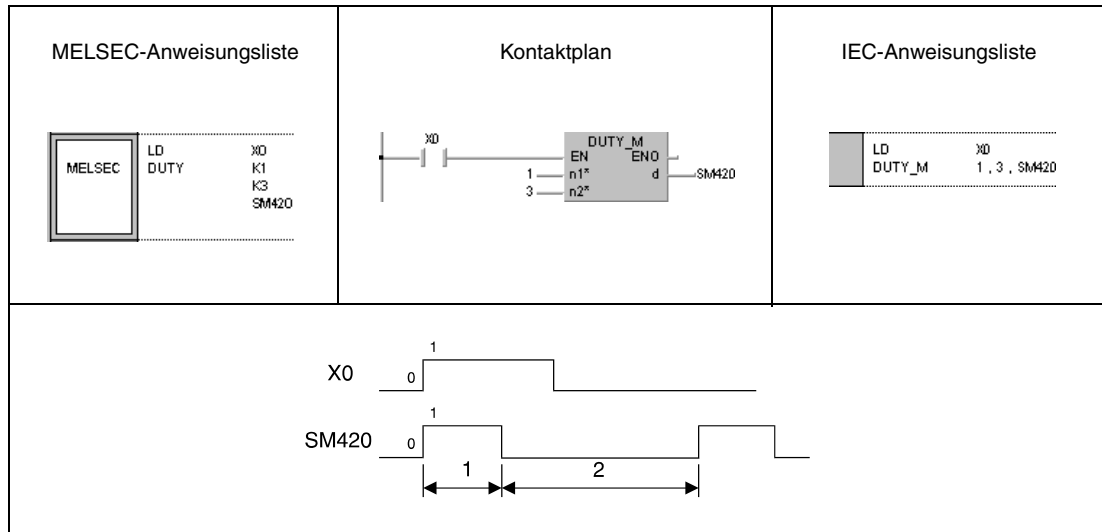 MELSEC-Anweisungsliste
MELSEC
LD X0
DUTY K1
K3
SM420
Kontaktplan
X0
DUTY_M
EN ENO
1 n1* d SM420
3 n2*
IEC-Anweisungsliste
LD X0
DUTY_M 1 , 3 , SM420
1
X0 0
1
SM420 0
1 2